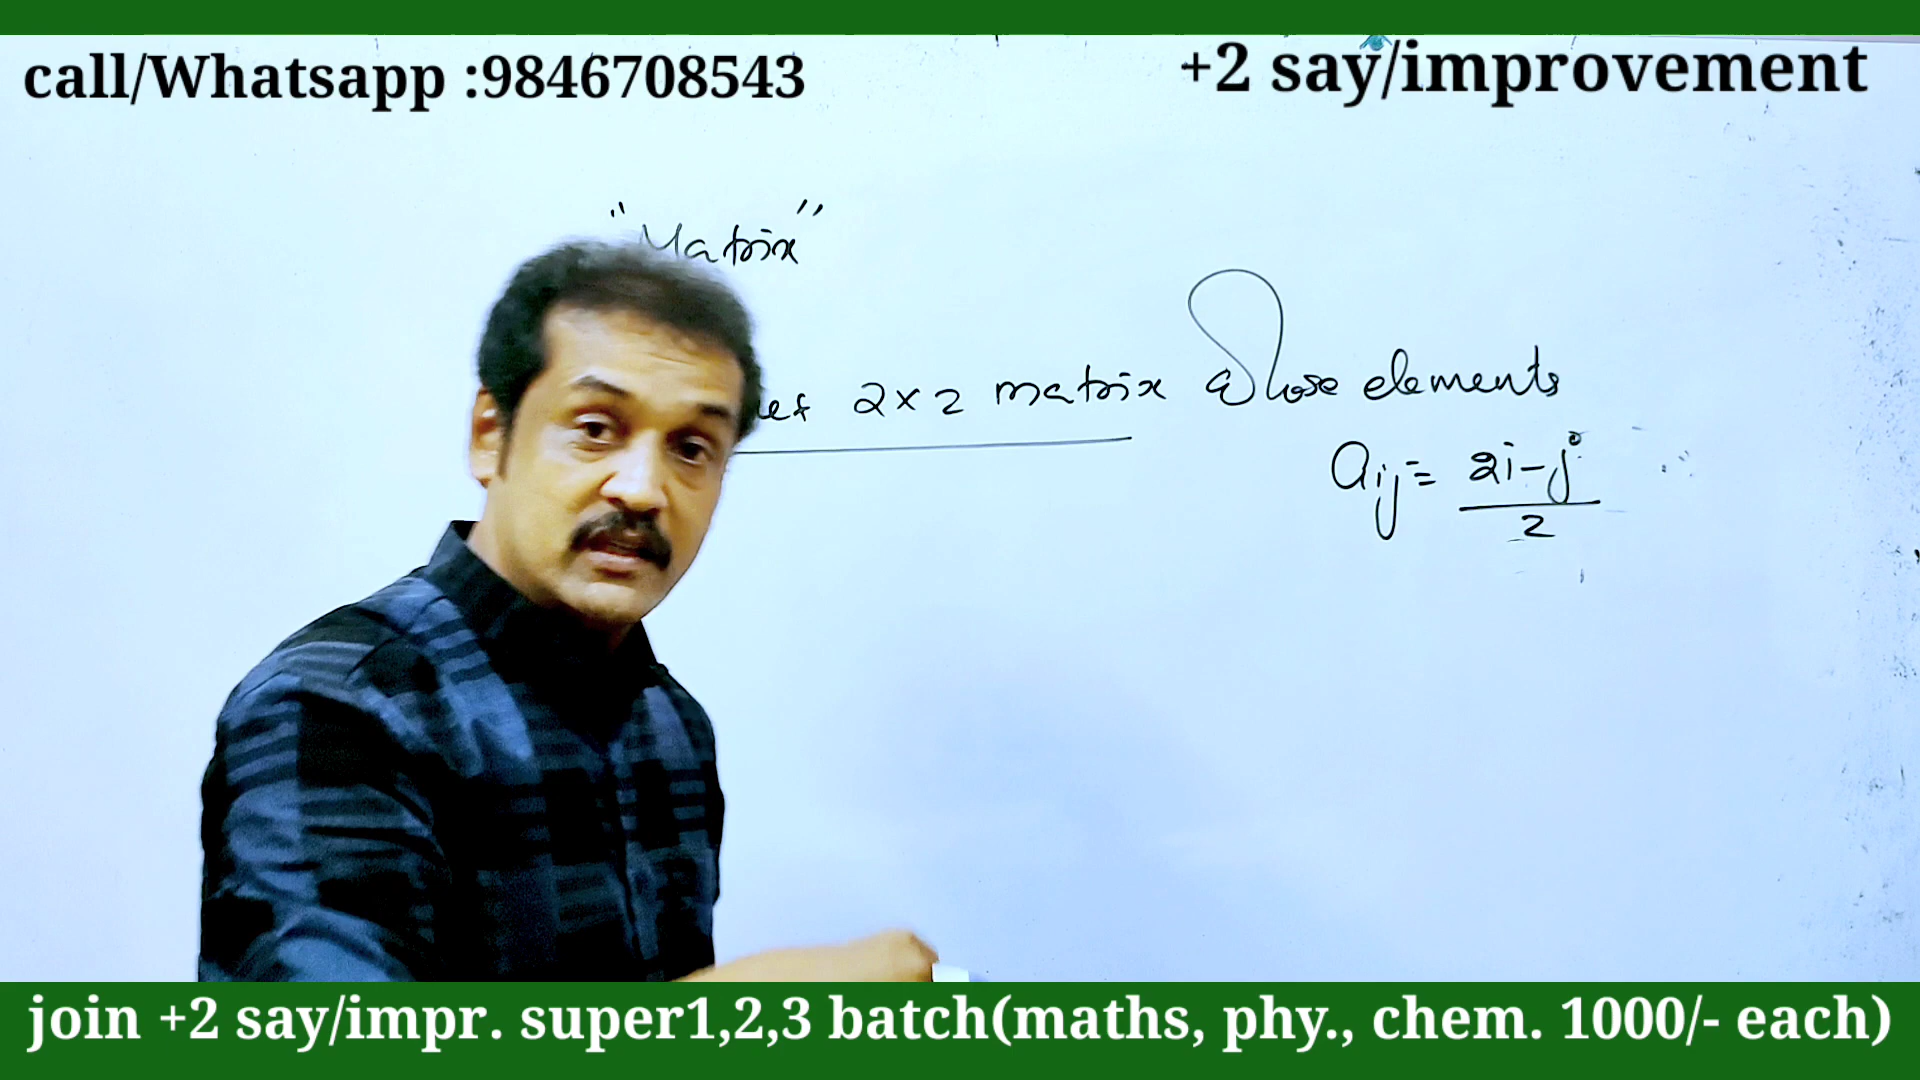 call/Whatsapp :9846708543
+2 say/improvement
"Matrix"
2×2 matrix whose elements
aij = 2i-j
2
join +2 say/impr. super1,2,3 batch(maths, phy., chem. 1000/- each)